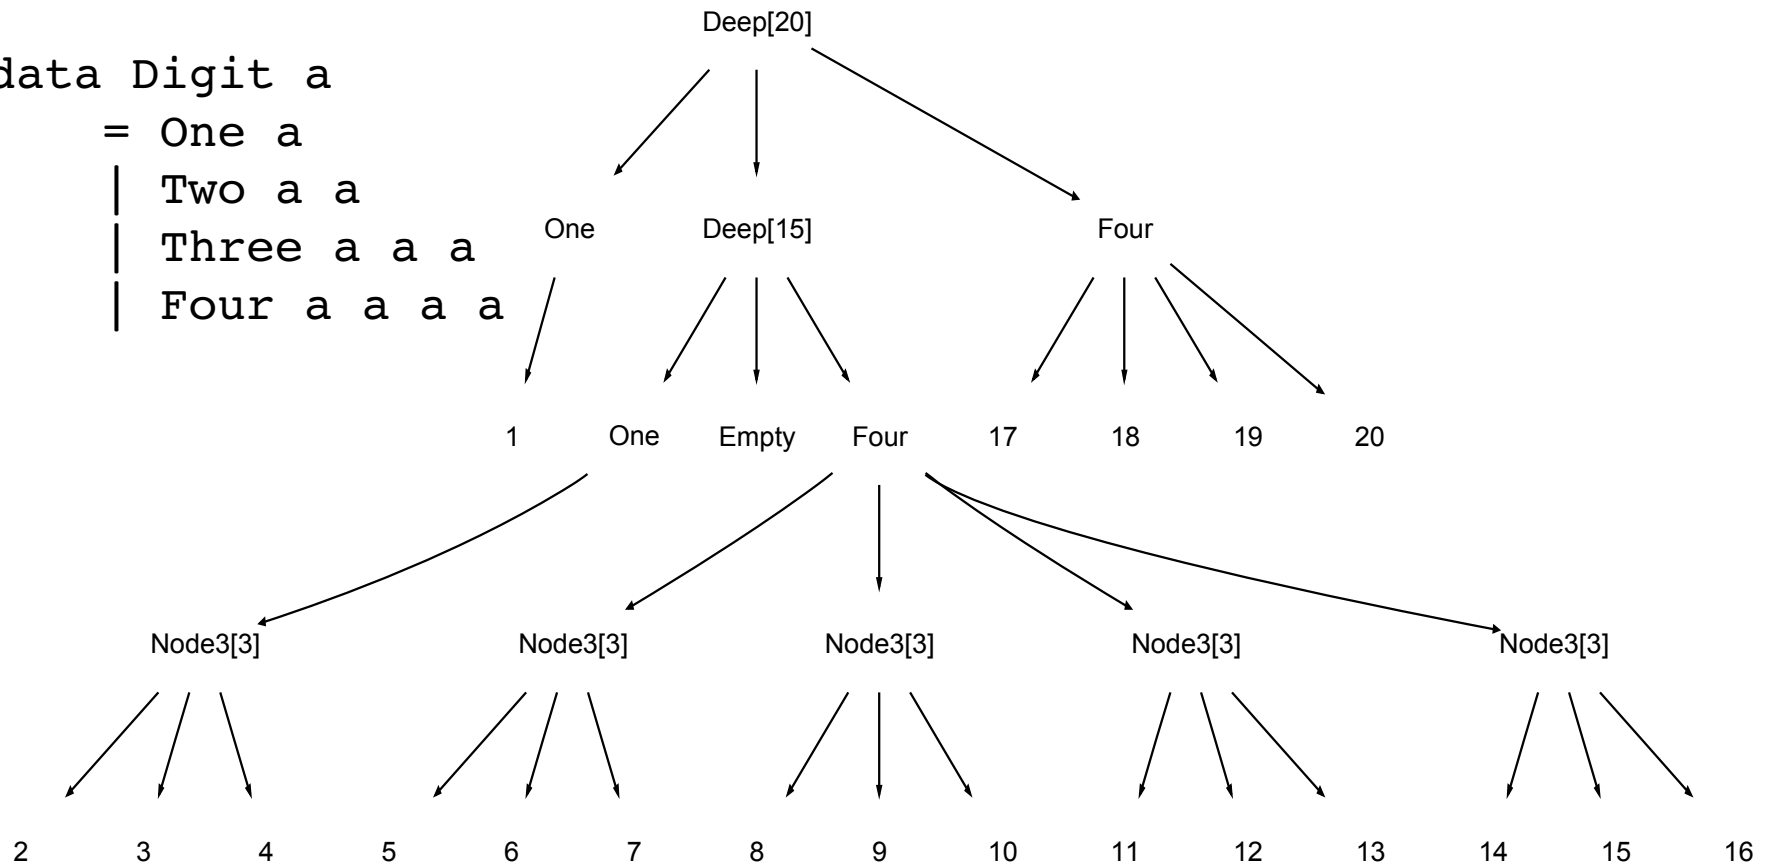 Deep[20]
data Digit a
= One a
| Two a a
| Three a a a
| Four a a a a
One Deep[15] Four
1 One Empty Four 17 18 19 20
Node3[3] Node3[3] Node3[3] Node3[3] Node3[3]
2 3 4 5 6 7 8 9 10 11 12 13 14 15 16